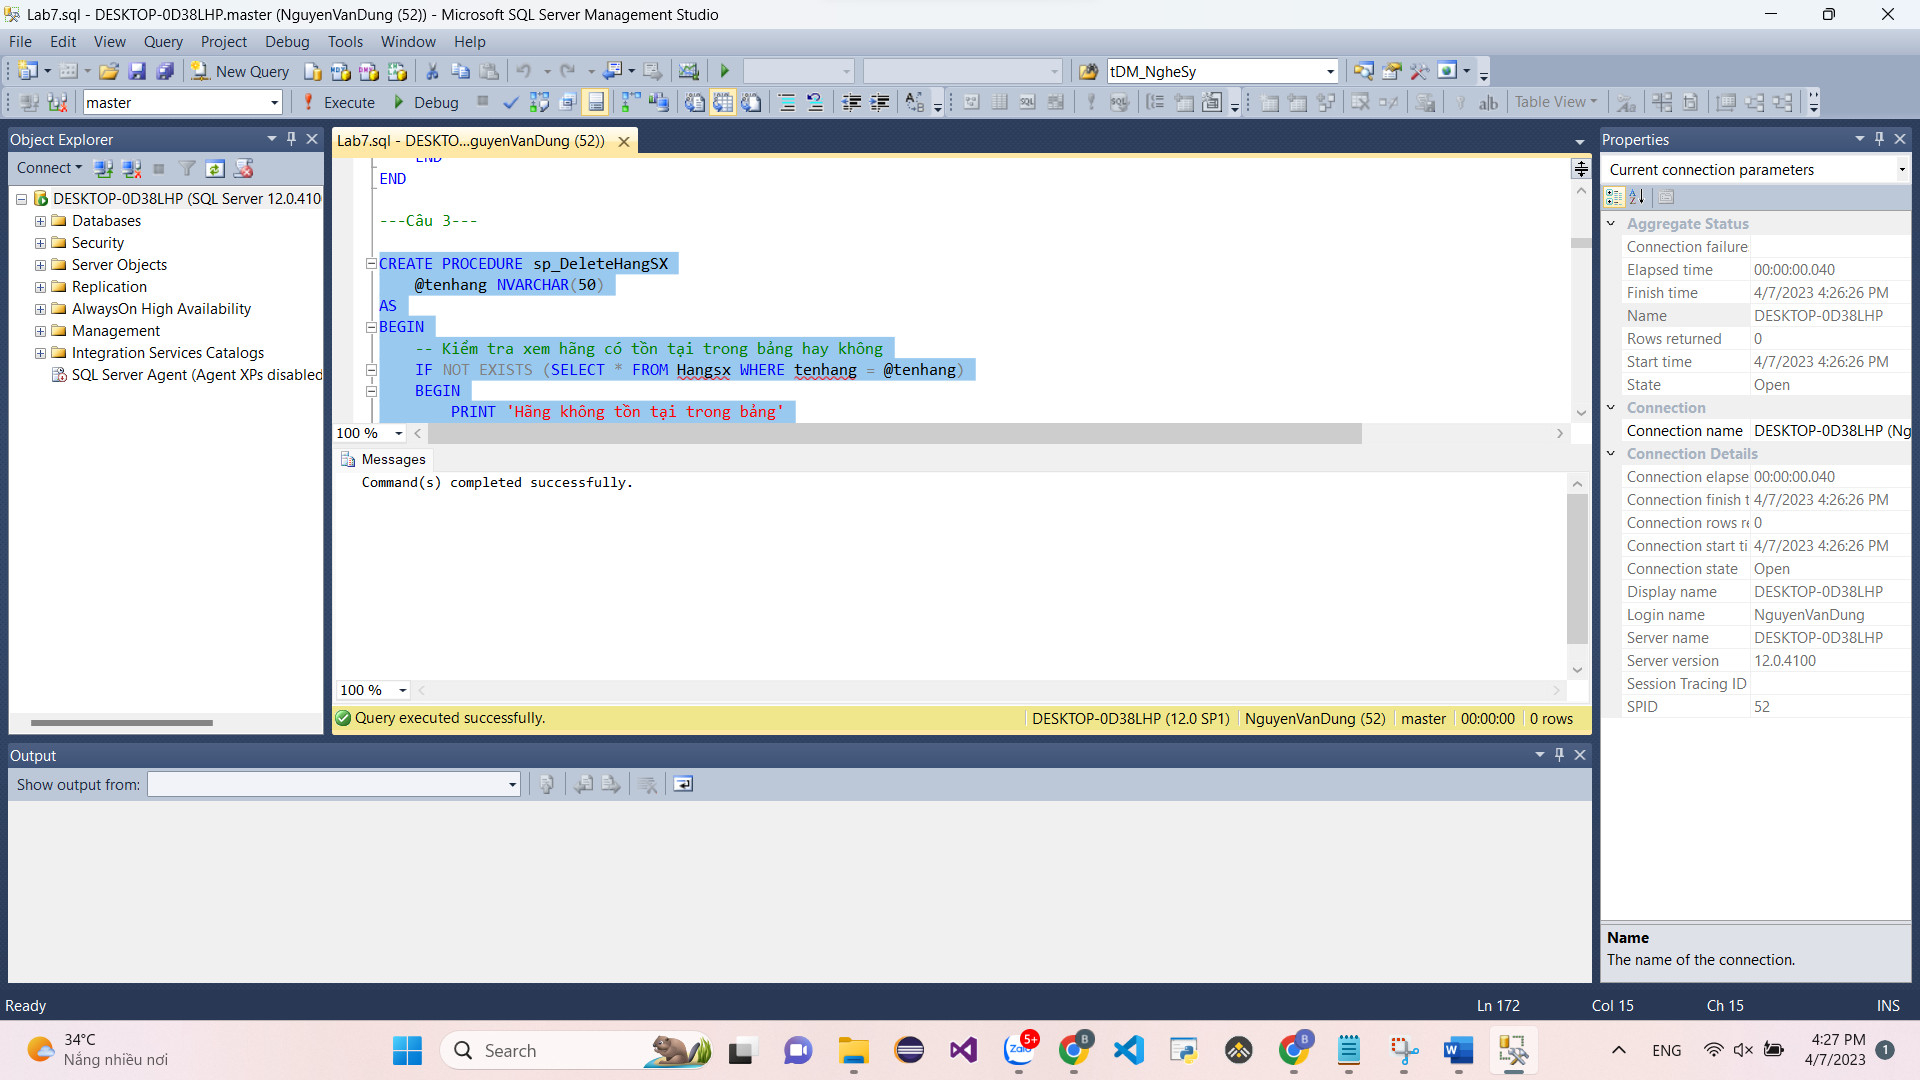 Lab7.sql - DESKTOP-0D38LHP.master (NguyenVanDung (52)) - Microsoft SQL Server Management Studio
File Edit View Query Project Debug Tools Window Help
New Query tDM_NgheSy
master Execute Debug Table View
Object Explorer
Connect
DESKTOP-0D38LHP (SQL Server 12.0.410
Databases
Security
Server Objects
Replication
AlwaysOn High Availability
Management
Integration Services Catalogs
SQL Server Agent (Agent XPs disabled
Lab7.sql - DESKTO...guyenVanDung (52))
END
END
---Câu 3---
CREATE PROCEDURE sp_DeleteHangSX
@tenhang NVARCHAR(50)
AS
BEGIN
-- Kiểm tra xem hãng có tồn tại trong bảng hay không
IF NOT EXISTS (SELECT * FROM Hangsx WHERE tenhang = @tenhang)
BEGIN
PRINT 'Hãng không tồn tại trong bảng'
100 %
Messages
Command(s) completed successfully.
100 %
Query executed successfully. DESKTOP-0D38LHP (12.0 SP1) NguyenVanDung (52) master 00:00:00 0 rows
Output
Show output from:
Properties
Current connection parameters
Aggregate Status
Connection failure
Elapsed time 00:00:00.040
Finish time 4/7/2023 4:26:26 PM
Name DESKTOP-0D38LHP
Rows returned 0
Start time 4/7/2023 4:26:26 PM
State Open
Connection
Connection name DESKTOP-0D38LHP (Ng
Connection Details
Connection elapse 00:00:00.040
Connection finish t 4/7/2023 4:26:26 PM
Connection rows re 0
Connection start ti 4/7/2023 4:26:26 PM
Connection state Open
Display name DESKTOP-0D38LHP
Login name NguyenVanDung
Server name DESKTOP-0D38LHP
Server version 12.0.4100
Session Tracing ID
SPID 52
Name
The name of the connection.
Ready Ln 172 Col 15 Ch 15 INS
34°C
Nắng nhiều nơi
Search
Zalo 5+
B
B
ENG
4:27 PM
4/7/2023
1